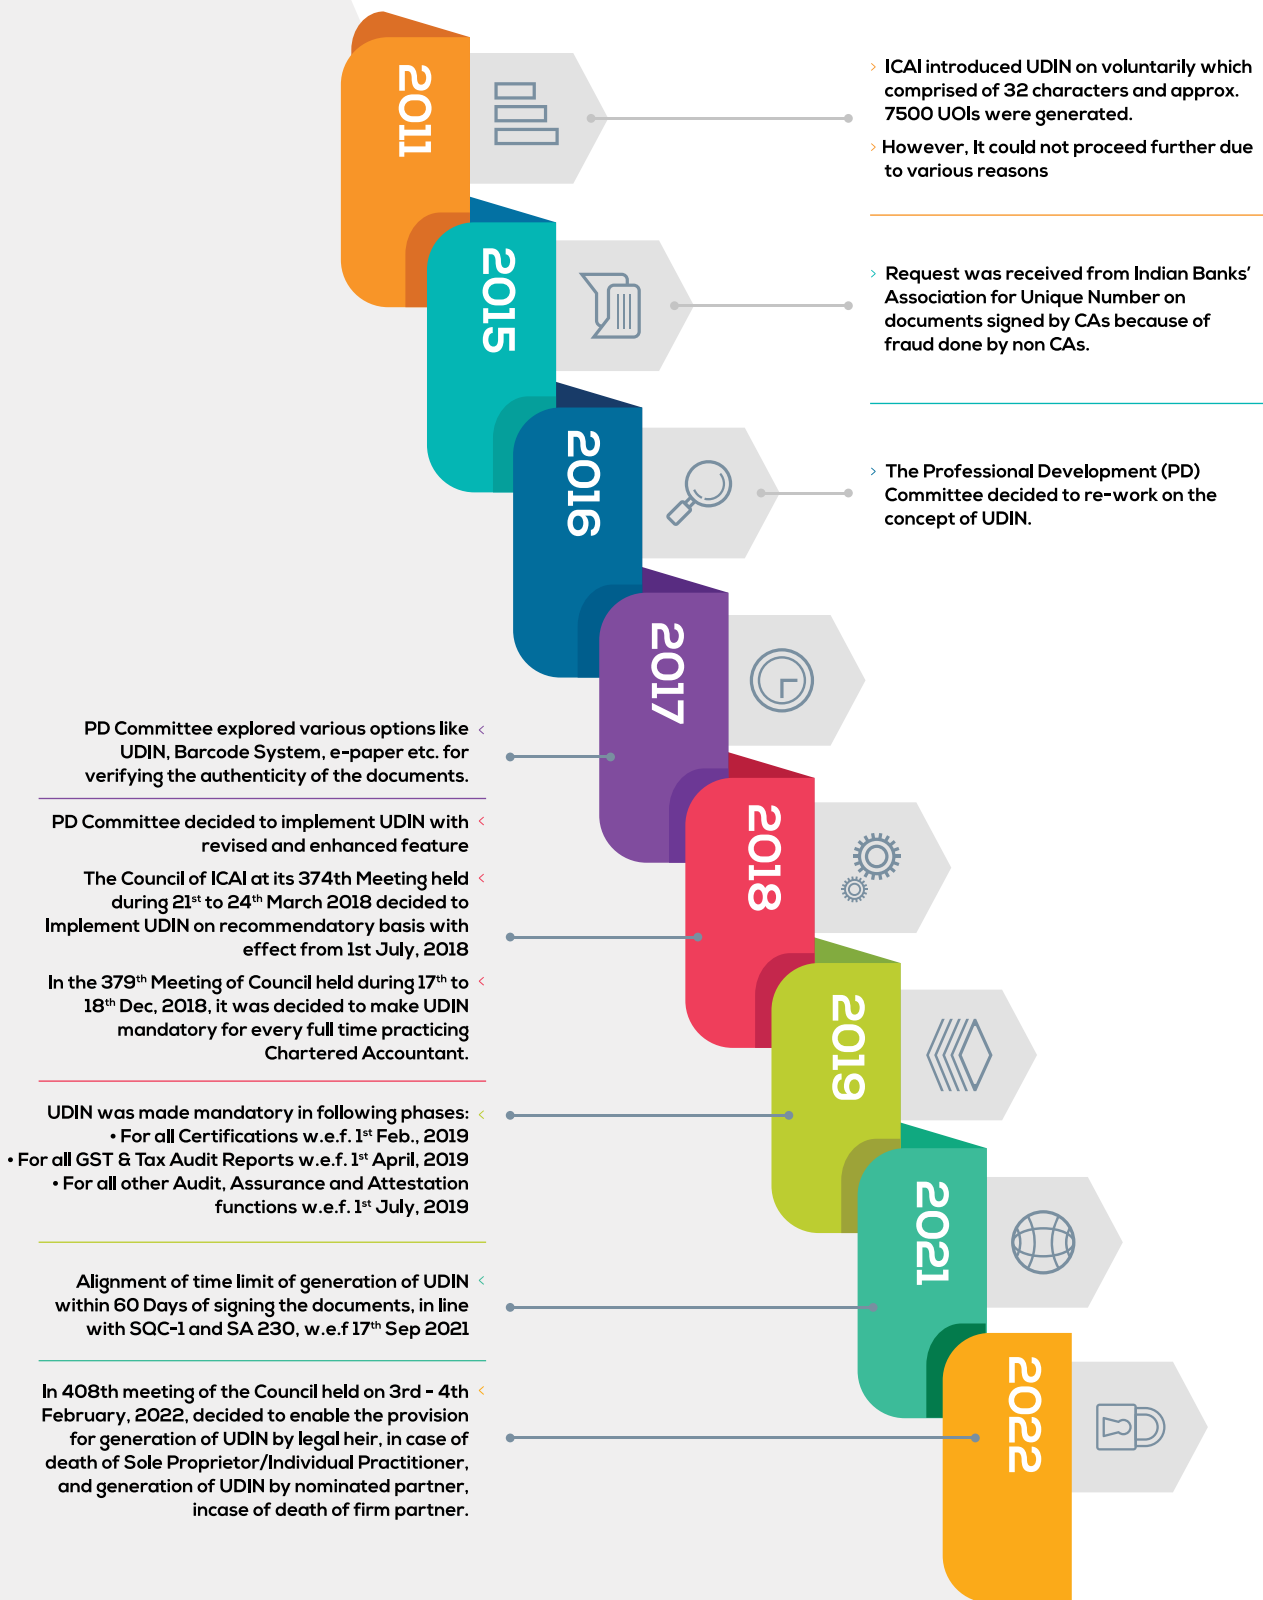 2011
ICAI introduced UDIN on voluntarily which
comprised of 32 characters and approx.
7500 UOIs were generated.
However, It could not proceed further due
to various reasons
2015
Request was received from Indian Banks’
Association for Unique Number on
documents signed by CAs because of
fraud done by non CAs.
2016
The Professional Development (PD)
Committee decided to re-work on the
concept of UDIN.
2017
PD Committee explored various options like
UDIN, Barcode System, e-paper etc. for
verifying the authenticity of the documents.
2018
PD Committee decided to implement UDIN with
revised and enhanced feature
The Council of ICAI at its 374th Meeting held
during 21st to 24th March 2018 decided to
Implement UDIN on recommendatory basis with
effect from 1st July, 2018
In the 379th Meeting of Council held during 17th to
18th Dec, 2018, it was decided to make UDIN
mandatory for every full time practicing
Chartered Accountant.
2019
UDIN was made mandatory in following phases:
• For all Certifications w.e.f. 1st Feb., 2019
• For all GST & Tax Audit Reports w.e.f. 1st April, 2019
• For all other Audit, Assurance and Attestation
functions w.e.f. 1st July, 2019
2021
Alignment of time limit of generation of UDIN
within 60 Days of signing the documents, in line
with SQC-1 and SA 230, w.e.f 17th Sep 2021
2022
In 408th meeting of the Council held on 3rd - 4th
February, 2022, decided to enable the provision
for generation of UDIN by legal heir, in case of
death of Sole Proprietor/Individual Practitioner,
and generation of UDIN by nominated partner,
incase of death of firm partner.